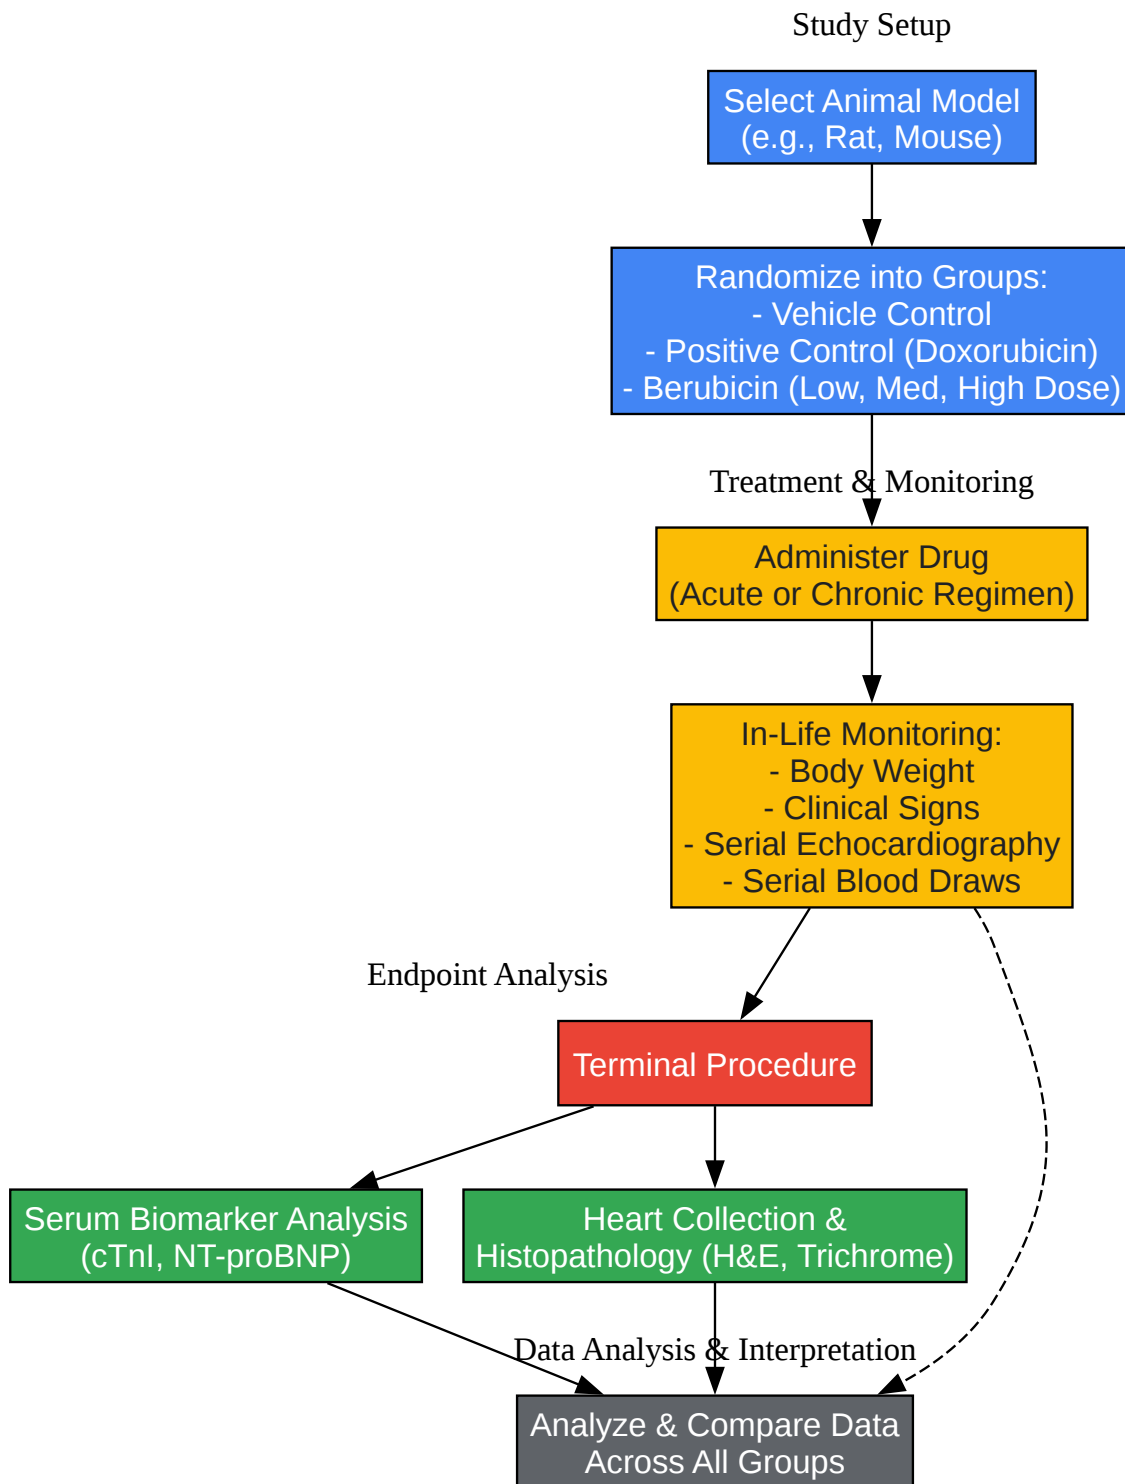 Study Setup
Select Animal Model
(e.g., Rat, Mouse)
Randomize into Groups:
- Vehicle Control
- Positive Control (Doxorubicin)
- Berubicin (Low, Med, High Dose)
Treatment & Monitoring
Administer Drug
(Acute or Chronic Regimen)
In-Life Monitoring:
- Body Weight
- Clinical Signs
- Serial Echocardiography
- Serial Blood Draws
Endpoint Analysis
Terminal Procedure
Serum Biomarker Analysis
(cTnI, NT-proBNP)
Heart Collection &
Histopathology (H&E, Trichrome)
Data Analysis & Interpretation
Analyze & Compare Data
Across All Groups